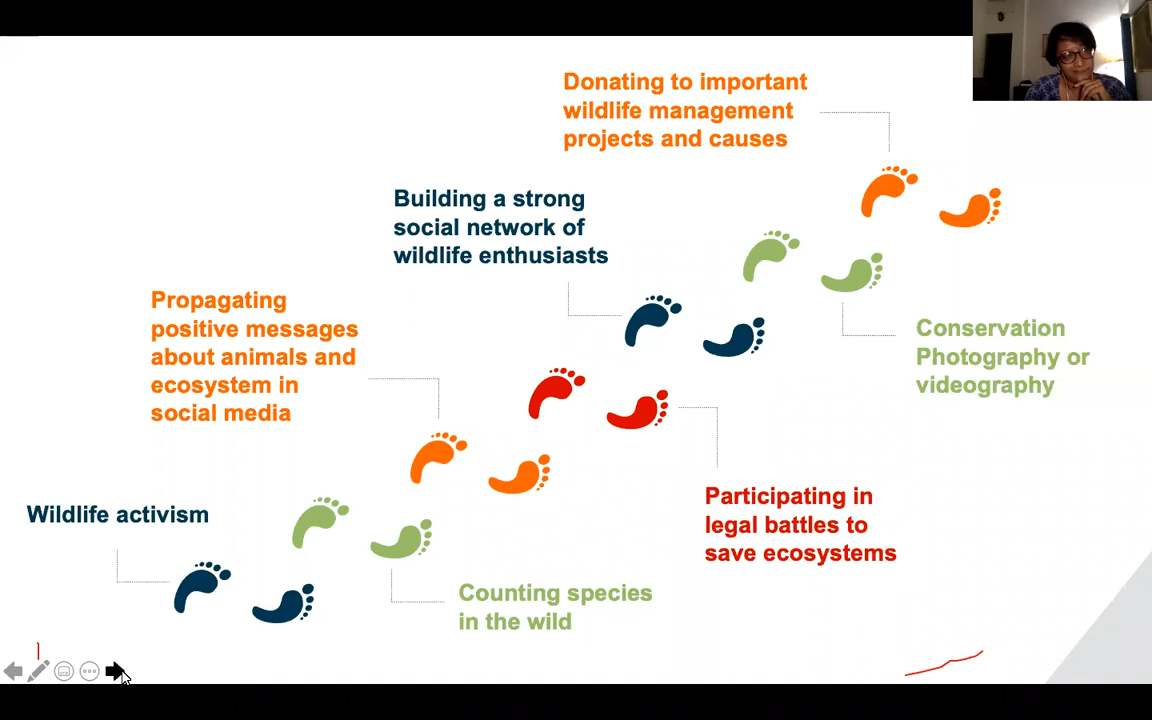 Donating to important
wildlife management
projects and causes
Building a strong
social network of
wildlife enthusiasts
Propagating
positive messages
about animals and
ecosystem in
social media
Conservation
Photography or
videography
Wildlife activism
Participating in
legal battles to
save ecosystems
Counting species
in the wild